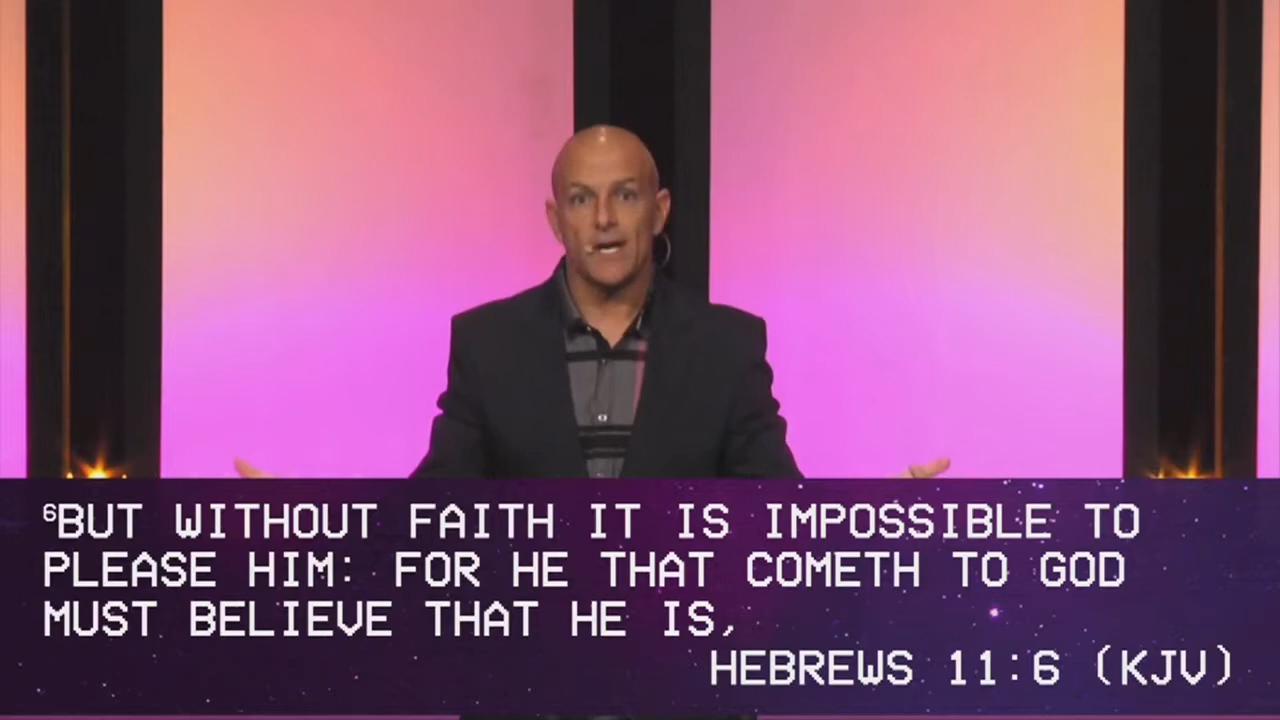 ⁶BUT WITHOUT FAITH IT IS IMPOSSIBLE TO
PLEASE HIM: FOR HE THAT COMETH TO GOD
MUST BELIEVE THAT HE IS,
HEBREWS 11:6 (KJV)